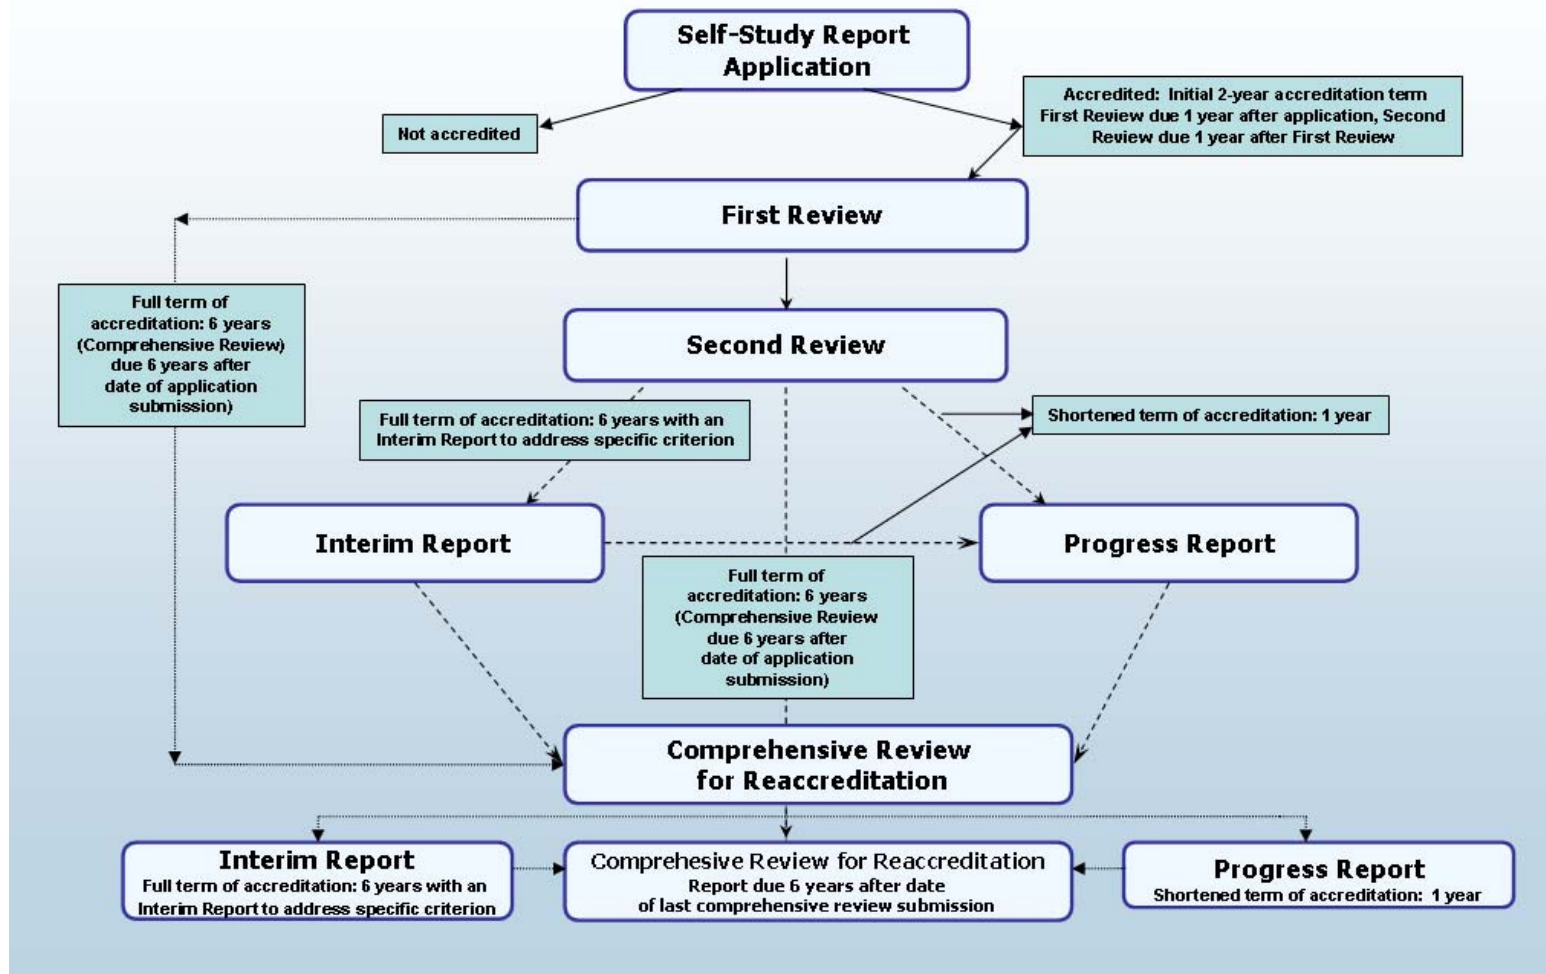 Self-Study Report
Application
Not accredited
Accredited:  Initial 2-year accreditation term
First Review due 1 year after application, Second
Review due 1 year after First Review
First Review
Full term of
accreditation: 6 years
(Comprehensive Review)
due 6 years after
date of application
submission)
Second Review
Full term of accreditation: 6 years with an
Interim Report to address specific criterion
Shortened term of accreditation: 1 year
Interim Report
Progress Report
Full term of
accreditation: 6 years
(Comprehensive Review
due 6 years after
date of application
submission)
Comprehensive Review
for Reaccreditation
Interim Report
Full term of accreditation: 6 years with an
Interim Report to address specific criterion
Comprehesive Review for Reaccreditation
Report due 6 years after date
of last comprehensive review submission
Progress Report
Shortened term of accreditation:  1 year